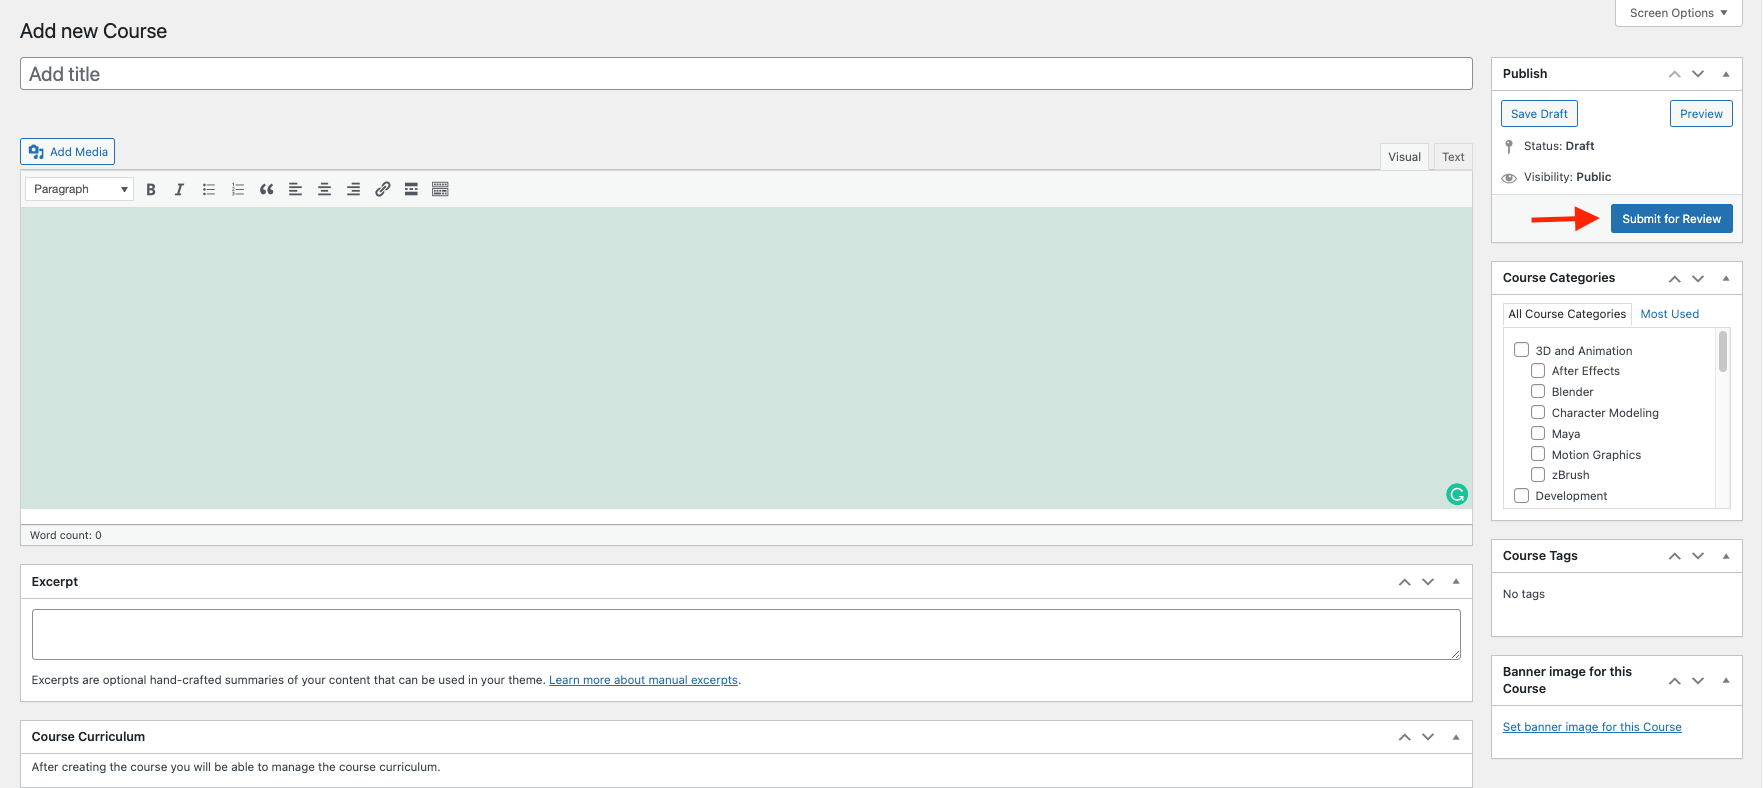 Screen Options
Add new Course
Add title
Add Media
Visual
Text
Paragraph
Word count: 0
Excerpt
Excerpts are optional hand-crafted summaries of your content that can be used in your theme. Learn more about manual excerpts.
Course Curriculum
After creating the course you will be able to manage the course curriculum.
Publish
Save Draft
Preview
Status: Draft
Visibility: Public
Submit for Review
Course Categories
All Course Categories
Most Used
3D and Animation
After Effects
Blender
Character Modeling
Maya
Motion Graphics
zBrush
Development
Course Tags
No tags
Banner image for this
Course
Set banner image for this Course